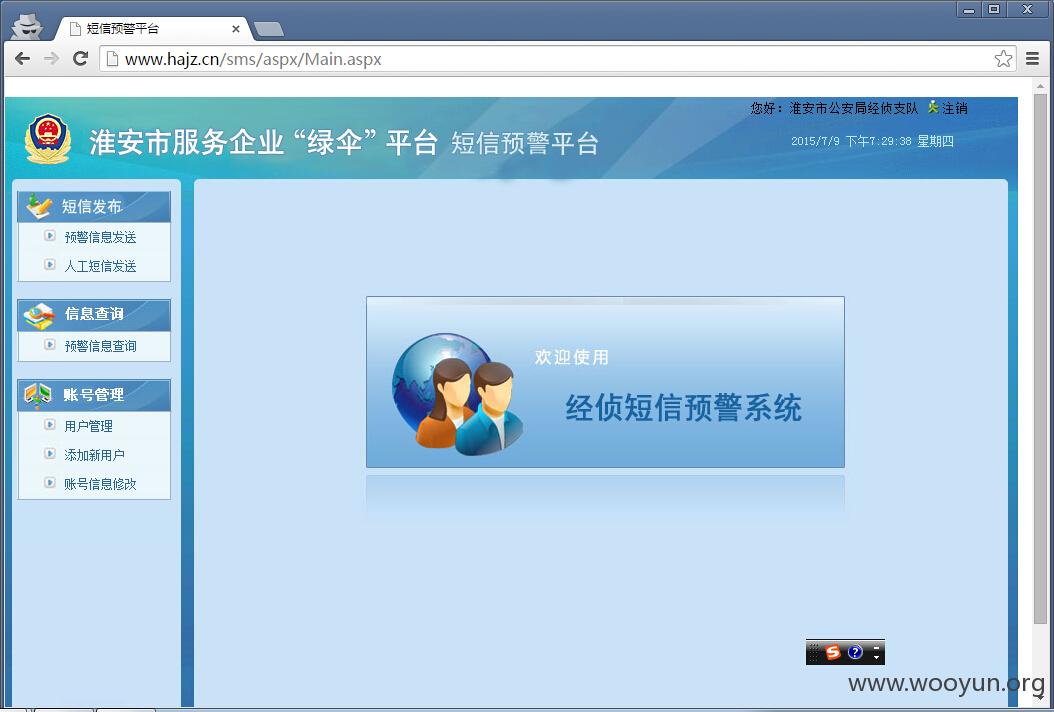 短信预警平台
www.hajz.cn/sms/aspx/Main.aspx
您好：淮安市公安局经侦支队 注销
淮安市服务企业“绿伞”平台 短信预警平台
2015/7/9 下午7:29:38 星期四
短信发布
预警信息发送
人工短信发送
信息查询
预警信息查询
账号管理
用户管理
添加新用户
账号信息修改
欢迎使用
经侦短信预警系统
www.wooyun.org